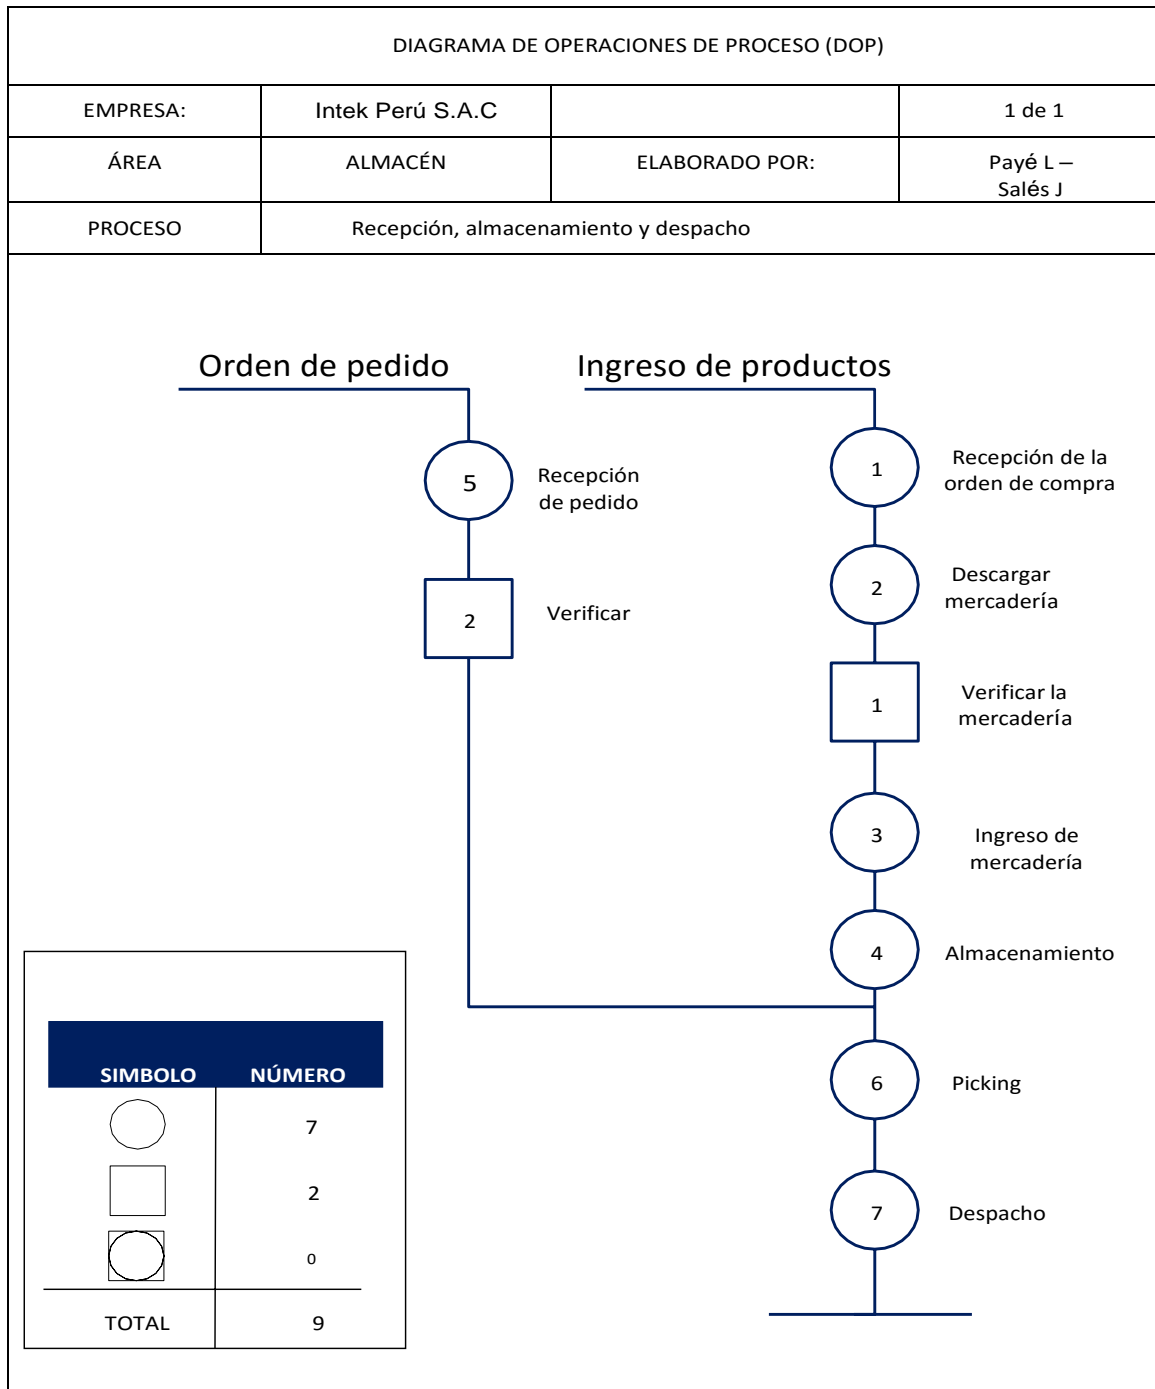 DIAGRAMA DE OPERACIONES DE PROCESO (DOP)
EMPRESA:
Intek Perú S.A.C
1 de 1
ÁREA
ALMACÉN
ELABORADO POR:
Payé L –
Salés J
PROCESO
Recepción, almacenamiento y despacho
Orden de pedido
5
Recepción
de pedido
2
Verificar
Ingreso de productos
1
Recepción de la
orden de compra
2
Descargar
mercadería
1
Verificar la
mercadería
3
Ingreso de
mercadería
4
Almacenamiento
6
Picking
7
Despacho
SIMBOLO
NÚMERO
7
2
0
TOTAL
9